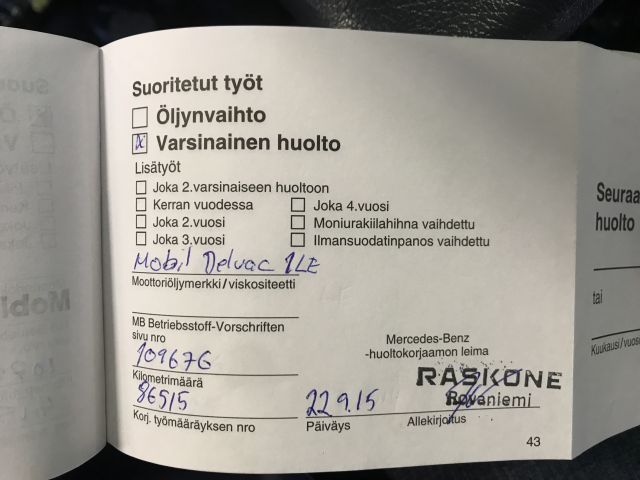 Suoritetut työt
Öljynvaihto
Varsinainen huolto
Lisätyöt
Joka 2.varsinaiseen huoltoon
Kerran vuodessa
Joka 4.vuosi
Joka 2.vuosi
Moniurakiilahihna vaihdettu
Joka 3.vuosi
Ilmansuodatinpanos vaihdettu
Mobil Delvac 1LE
Moottoriöljymerkki/viskositeetti
MB Betriebsstoff-Vorschriften
sivu nro
109676
Kilometrimäärä
86515
Korj. työmääräyksen nro
22.9.15
Päiväys
Mercedes-Benz
-huoltokorjaamon leima
RASKONE
Rovaniemi
Allekirjoitus
43
Seuraa
huolto
tai
Kuukausi/vuosi